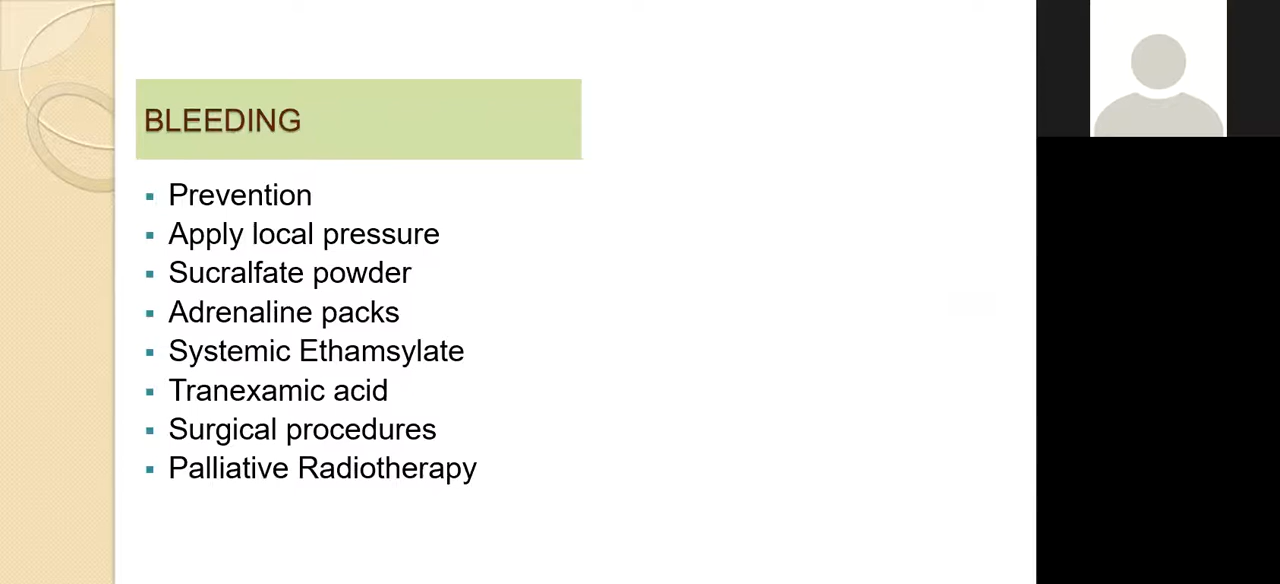 BLEEDING
Prevention
Apply local pressure
Sucralfate powder
Adrenaline packs
Systemic Ethamsylate
Tranexamic acid
Surgical procedures
Palliative Radiotherapy